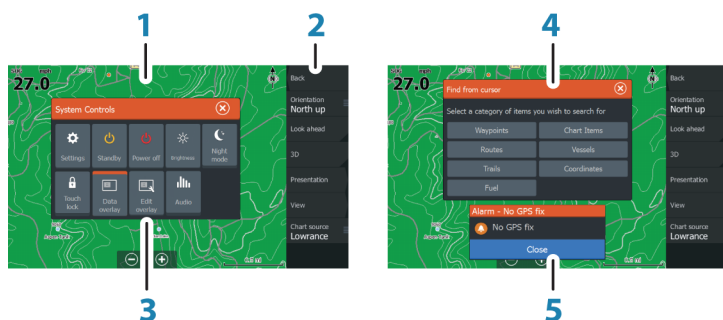 1
2
SOG mph
27.0
Back
Orientation
North up
Look ahead
3D
Presentation
View
Chart source
Lowrance
System Controls
Settings
Standby
Power off
Brightness
Night
mode
Touch
lock
Data
overlay
Edit
overlay
Audio
3
4
mph
27.0
N
Back
Orientation
North up
Look ahead
3D
Presentation
View
Chart source
Lowrance
Find from cursor
Select a category of items you wish to search for
Waypoints
Chart Items
Routes
Vessels
Trails
Coordinates
Fuel
Alarm - No GPS fix
No GPS fix
Close
5